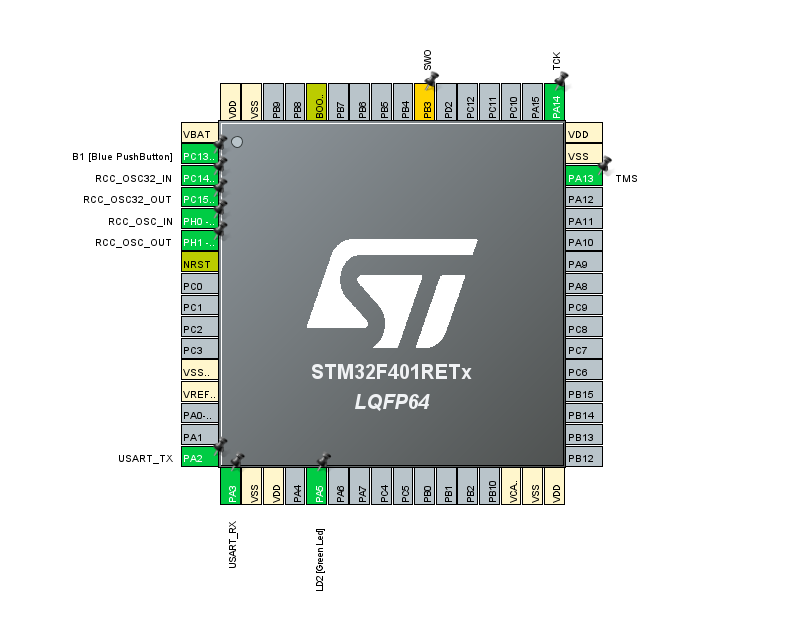 SWO
TCK
VDD
VSS
PB9
PB8
BOO..
PB7
PB6
PB5
PB4
PB3
PD2
PC12
PC11
PC10
PA15
PA14
VBAT
B1 [Blue PushButton]
PC13..
RCC_OSC32_IN
PC14..
RCC_OSC32_OUT
PC15..
RCC_OSC_IN
PH0 -..
RCC_OSC_OUT
PH1 -..
NRST
PC0
PC1
PC2
PC3
VSS..
VREF..
PA0-..
PA1
USART_TX
PA2
ST
STM32F401RETx
LQFP64
VDD
VSS
PA13
TMS
PA12
PA11
PA10
PA9
PA8
PC9
PC8
PC7
PC6
PB15
PB14
PB13
PB12
PA3
VSS
VDD
PA4
PA5
PA6
PA7
PC4
PC5
PB0
PB1
PB2
PB10
VCA..
VSS
VDD
USART_RX
LD2 [Green Led]